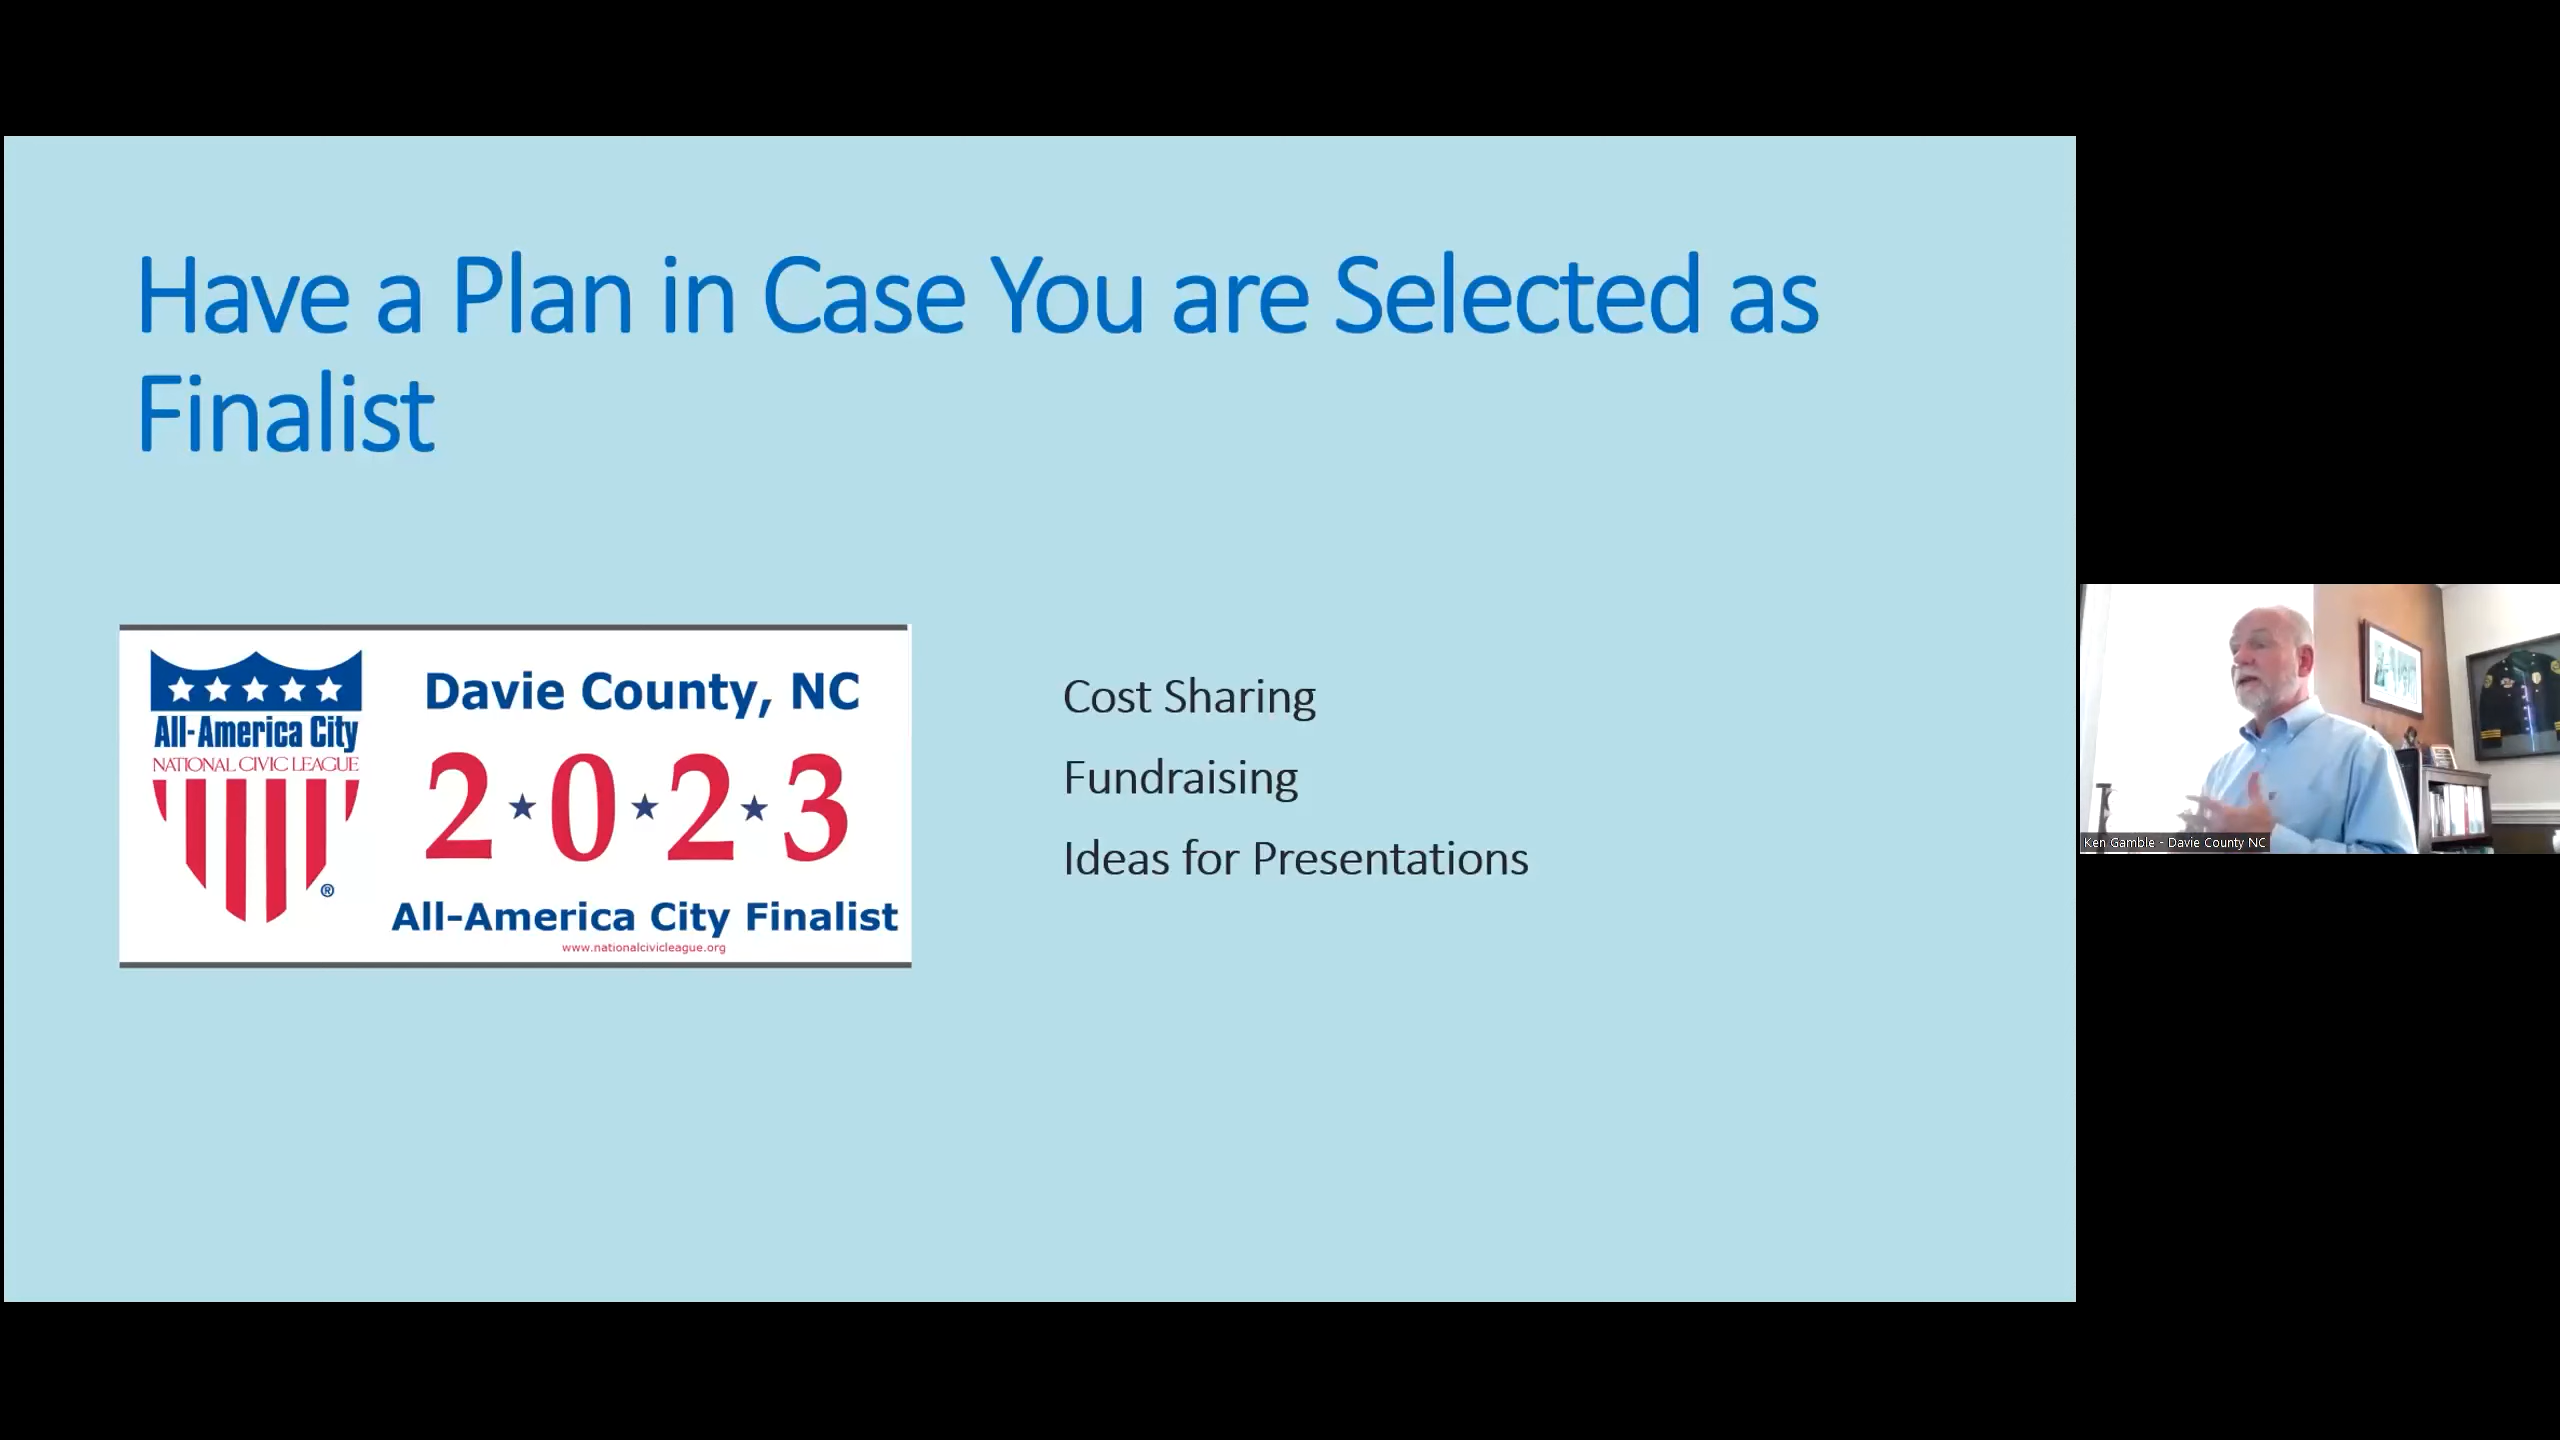 Have a Plan in Case You are Selected as
Finalist
All-America City
NATIONAL CIVIC LEAGUE
®
Davie County, NC
2★0★2★3
All-America City Finalist
www.nationalcivicleague.org
Cost Sharing
Fundraising
Ideas for Presentations
Ken Gamble - Davie County NC